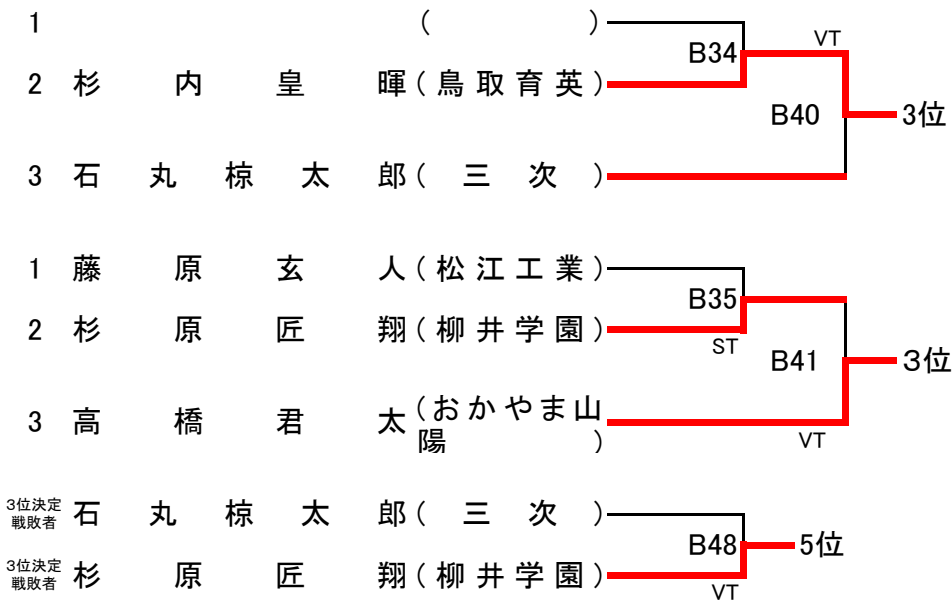 1 ( )
VT
B34
2 杉内皇暉(鳥取育英)
B40
3位
3 石丸椋太郎(三次)
1 藤原玄人(松江工業)
B35
2 杉原匠翔(柳井学園)
ST
B41
3位
3 高橋君太(おかやま山
陽)
VT
3位決定
戦敗者
石丸椋太郎(三次)
B48
5位
3位決定
戦敗者
杉原匠翔(柳井学園)
VT